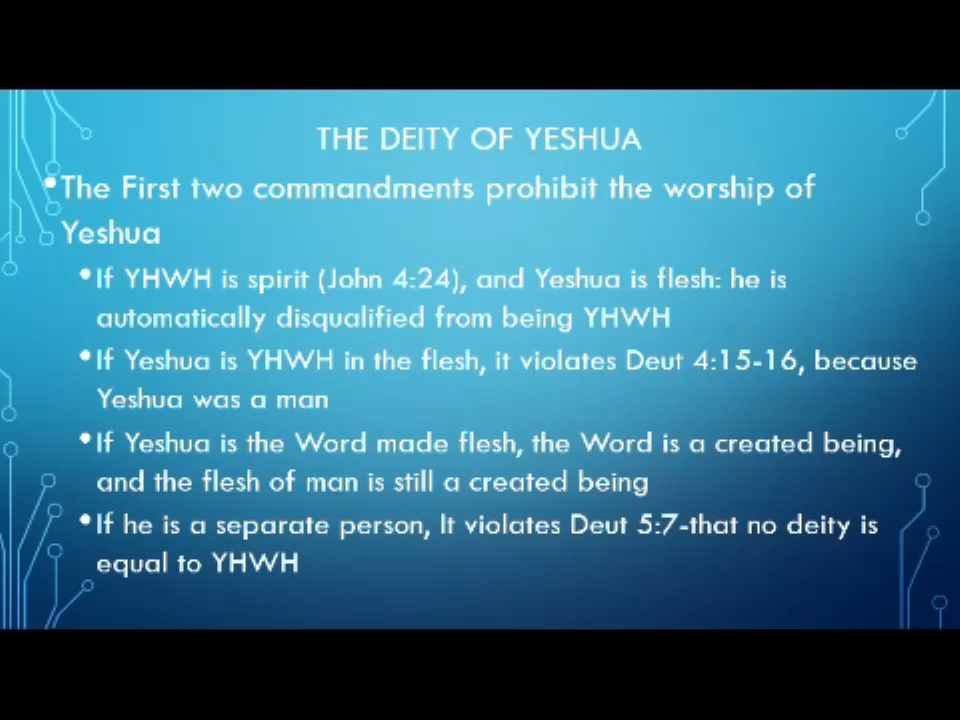 THE DEITY OF YESHUA
•The First two commandments prohibit the worship of
Yeshua
•If YHWH is spirit (John 4:24), and Yeshua is flesh: he is
automatically disqualified from being YHWH
•If Yeshua is YHWH in the flesh, it violates Deut 4:15-16, because
Yeshua was a man
•If Yeshua is the Word made flesh, the Word is a created being,
and the flesh of man is still a created being
•If he is a separate person, It violates Deut 5:7-that no deity is
equal to YHWH